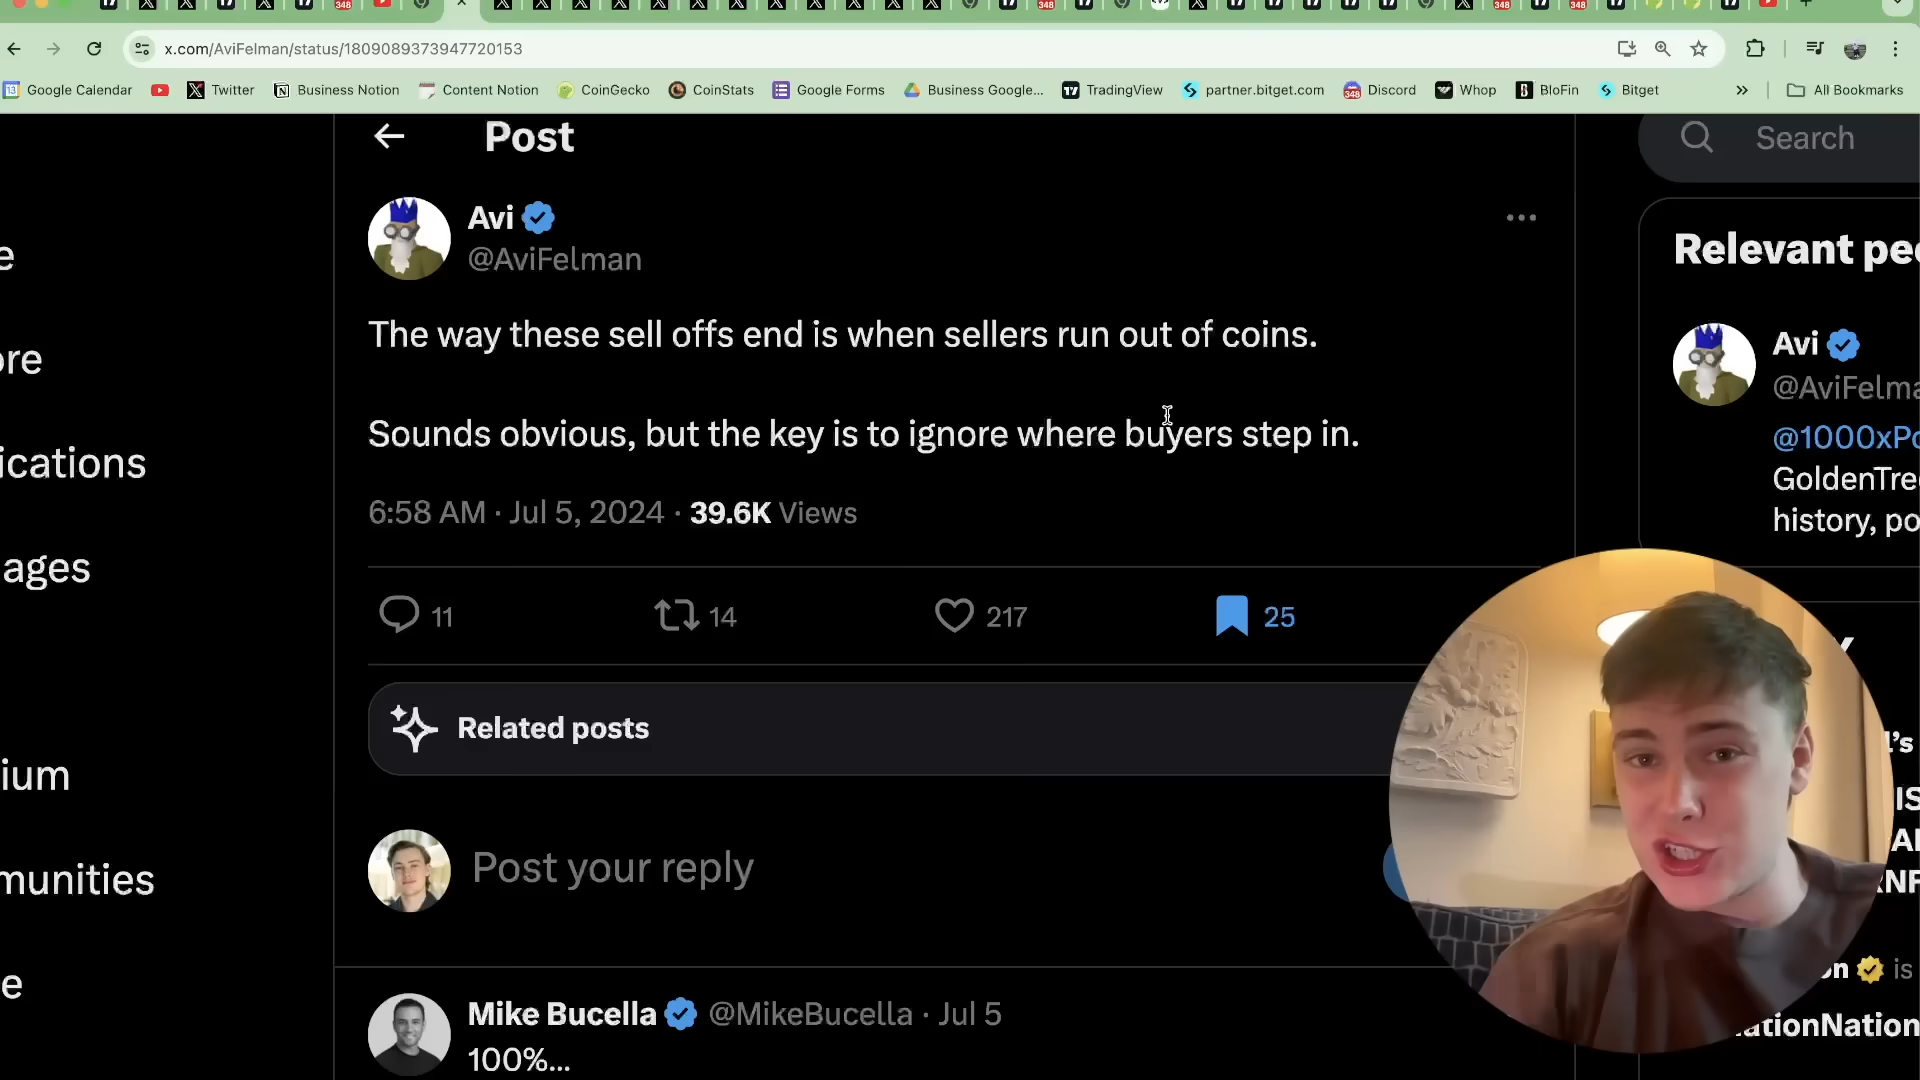 x.com/AviFelman/status/1809089373947720153
Google Calendar Twitter Business Notion Content Notion CoinGecko CoinStats Google Forms Business Google... TradingView partner.bitget.com Discord Whop BloFin Bitget » All Bookmarks
Post
Search
Avi
@AviFelman
The way these sell offs end is when sellers run out of coins.
Sounds obvious, but the key is to ignore where buyers step in.
6:58 AM · Jul 5, 2024 · 39.6K Views
11 14 217 25
Related posts
Post your reply
Mike Bucella @MikeBucella · Jul 5
100%...
e
ore
ications
ages
ium
munities
e
Relevant pe
Avi
@AviFelma
@1000xPo
GoldenTre
history, po
on is
ationNation